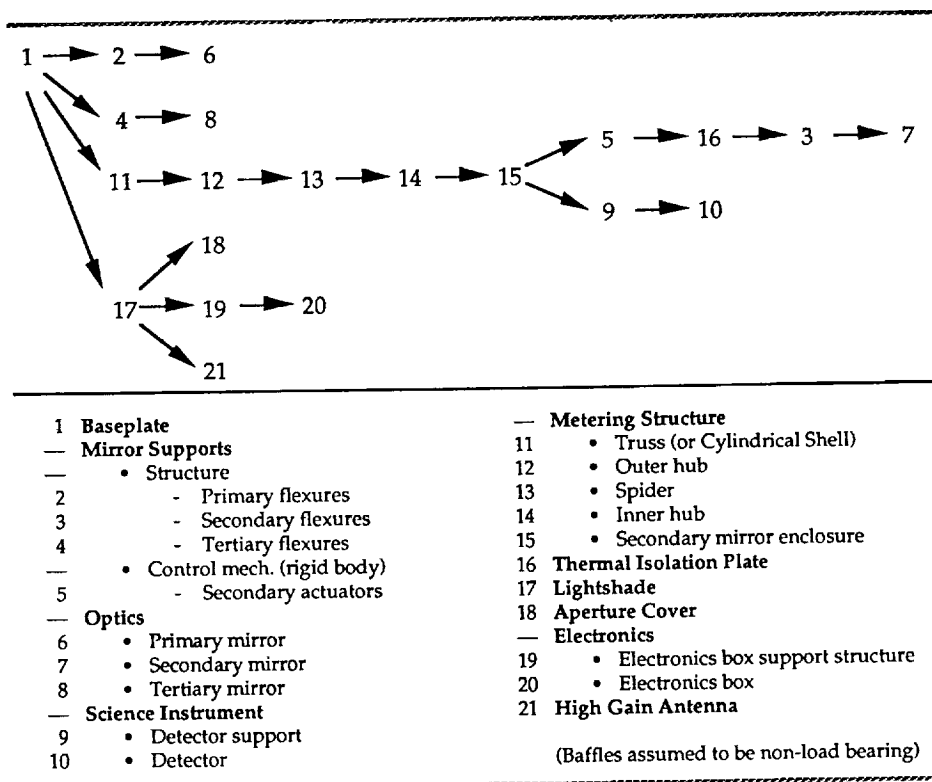 1 2 6
4 8
5 16 3 7
11 12 13 14 15
9 10
18
17 19 20
21
1 Baseplate
— Mirror Supports
— • Structure
2 - Primary flexures
3 - Secondary flexures
4 - Tertiary flexures
— • Control mech. (rigid body)
5 - Secondary actuators
— Optics
6 • Primary mirror
7 • Secondary mirror
8 • Tertiary mirror
— Science Instrument
9 • Detector support
10 • Detector
— Metering Structure
11 • Truss (or Cylindrical Shell)
12 • Outer hub
13 • Spider
14 • Inner hub
15 • Secondary mirror enclosure
16 Thermal Isolation Plate
17 Lightshade
18 Aperture Cover
— Electronics
19 • Electronics box support structure
20 • Electronics box
21 High Gain Antenna
(Baffles assumed to be non-load bearing)